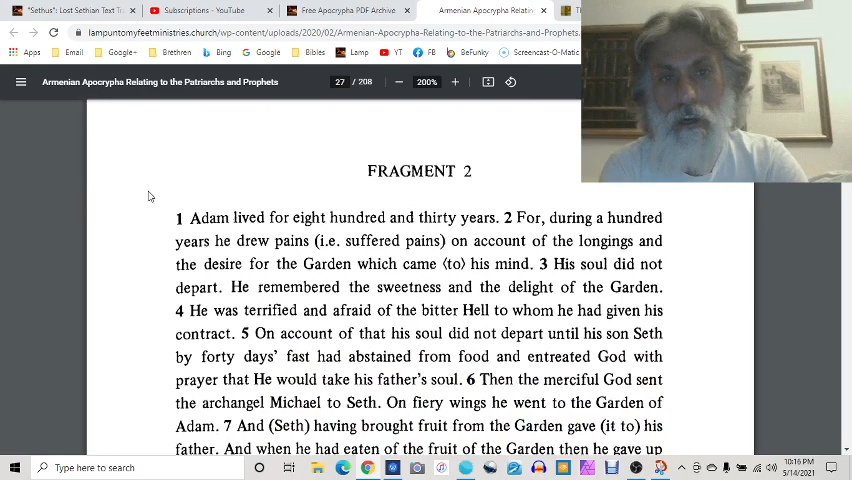 "Sethus": Lost Sethian Text Tr
Subscriptions - YouTube
Free Apocrypha PDF Archive
Armenian Apocrypha Relating
lampuntomyfeetministries.church/wp-content/uploads/2020/02/Armenian-Apocrypha-Relating-to-the-Patriarchs-and-Prophets.
Apps Email Google+ Brethren Bing Google Bibles Lamp YT FB BeFunky Screencast-O-Matic
Armenian Apocrypha Relating to the Patriarchs and Prophets 27 / 208 200%
FRAGMENT 2
1 Adam lived for eight hundred and thirty years. 2 For, during a hundred
years he drew pains (i.e. suffered pains) on account of the longings and
the desire for the Garden which came ⟨to⟩ his mind. 3 His soul did not
depart. He remembered the sweetness and the delight of the Garden.
4 He was terrified and afraid of the bitter Hell to whom he had given his
contract. 5 On account of that his soul did not depart until his son Seth
by forty days' fast had abstained from food and entreated God with
prayer that He would take his father's soul. 6 Then the merciful God sent
the archangel Michael to Seth. On fiery wings he went to the Garden of
Adam. 7 And (Seth) having brought fruit from the Garden gave (it to) his
father. And when he had eaten of the fruit of the Garden then he gave up
Type here to search
10:16 PM
5/14/2021